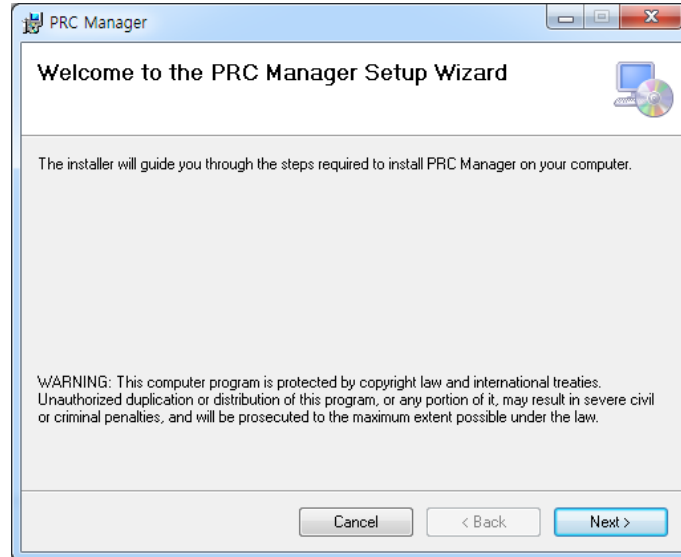 PRC Manager
Welcome to the PRC Manager Setup Wizard
The installer will guide you through the steps required to install PRC Manager on your computer.
WARNING: This computer program is protected by copyright law and international treaties.
Unauthorized duplication or distribution of this program, or any portion of it, may result in severe civil
or criminal penalties, and will be prosecuted to the maximum extent possible under the law.
Cancel
< Back
Next >